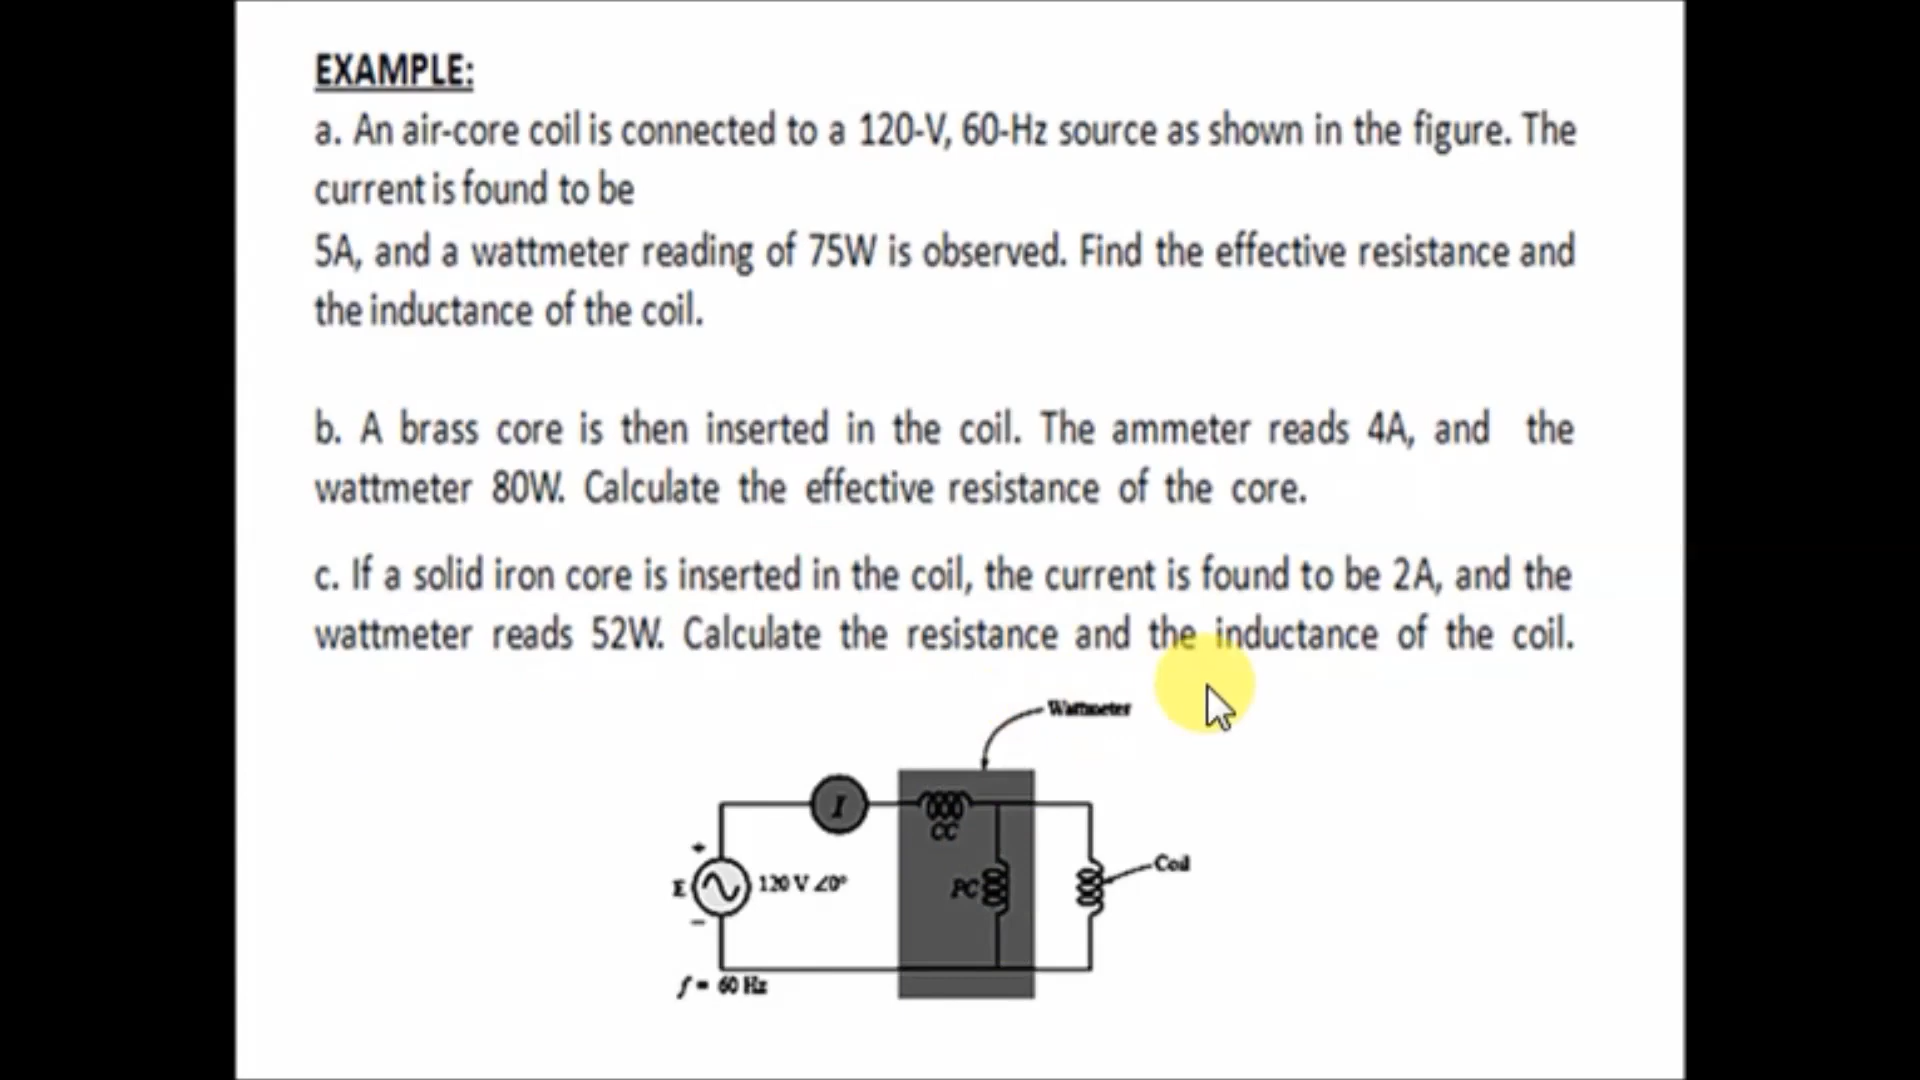 EXAMPLE:
a. An air-core coil is connected to a 120-V, 60-Hz source as shown in the figure. The
current is found to be
5A, and a wattmeter reading of 75W is observed. Find the effective resistance and
the inductance of the coil.
b. A brass core is then inserted in the coil. The ammeter reads 4A, and the
wattmeter 80W. Calculate the effective resistance of the core.
c. If a solid iron core is inserted in the coil, the current is found to be 2A, and the
wattmeter reads 52W. Calculate the resistance and the inductance of the coil.
Wattmeter
I
CC
+
E
120 V ∠0°
PC
Coil
−
f = 60 Hz